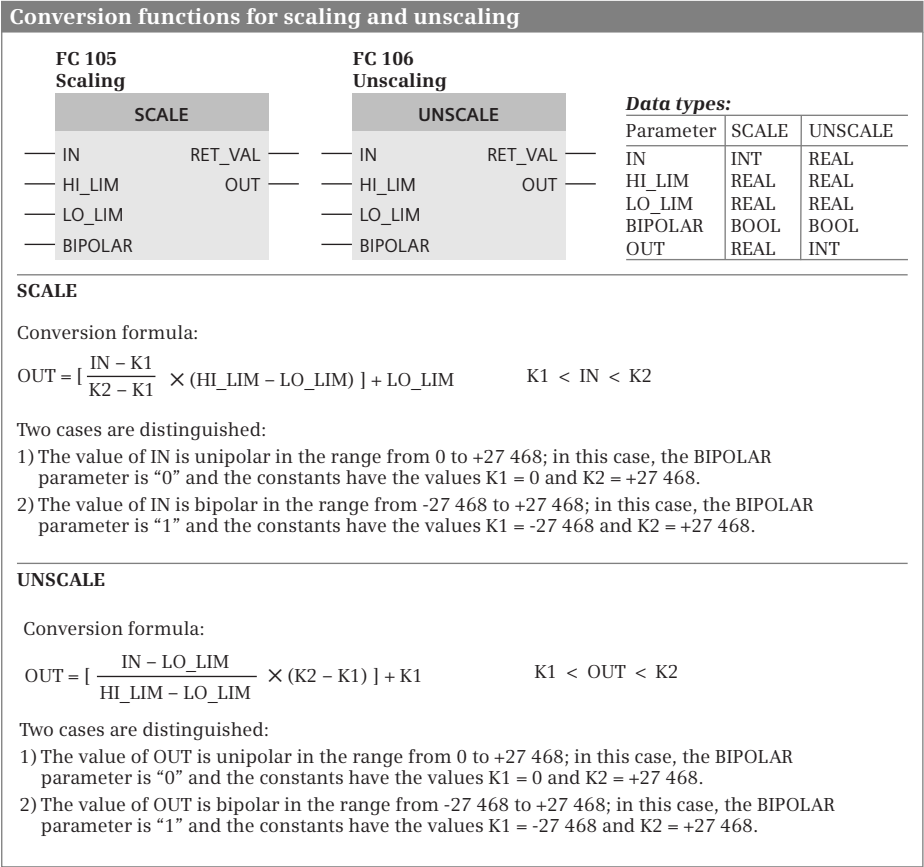 Conversion functions for scaling and unscaling
FC 105
Scaling
SCALE
IN RET_VAL
HI_LIM OUT
LO_LIM
BIPOLAR
FC 106
Unscaling
UNSCALE
IN RET_VAL
HI_LIM OUT
LO_LIM
BIPOLAR
Data types:
Parameter SCALE UNSCALE
IN INT REAL
HI_LIM REAL REAL
LO_LIM REAL REAL
BIPOLAR BOOL BOOL
OUT REAL INT
SCALE
Conversion formula:
OUT = [ IN – K1 / K2 – K1 × (HI_LIM – LO_LIM) ] + LO_LIM K1 < IN < K2
Two cases are distinguished:
1) The value of IN is unipolar in the range from 0 to +27 468; in this case, the BIPOLAR
parameter is “0” and the constants have the values K1 = 0 and K2 = +27 468.
2) The value of IN is bipolar in the range from -27 468 to +27 468; in this case, the BIPOLAR
parameter is “1” and the constants have the values K1 = -27 468 and K2 = +27 468.
UNSCALE
Conversion formula:
OUT = [ IN – LO_LIM / HI_LIM – LO_LIM × (K2 – K1) ] + K1 K1 < OUT < K2
Two cases are distinguished:
1) The value of OUT is unipolar in the range from 0 to +27 468; in this case, the BIPOLAR
parameter is “0” and the constants have the values K1 = 0 and K2 = +27 468.
2) The value of OUT is bipolar in the range from -27 468 to +27 468; in this case, the BIPOLAR
parameter is “1” and the constants have the values K1 = -27 468 and K2 = +27 468.